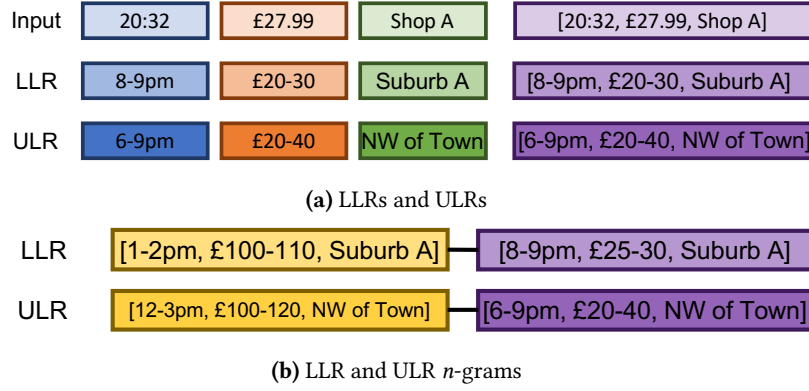 Input 20:32 £27.99 Shop A [20:32, £27.99, Shop A]
LLR 8-9pm £20-30 Suburb A [8-9pm, £20-30, Suburb A]
ULR 6-9pm £20-40 NW of Town [6-9pm, £20-40, NW of Town]
(a) LLRs and ULRs
LLR [1-2pm, £100-110, Suburb A] [8-9pm, £25-30, Suburb A]
ULR [12-3pm, £100-120, NW of Town] [6-9pm, £20-40, NW of Town]
(b) LLR and ULR n-grams